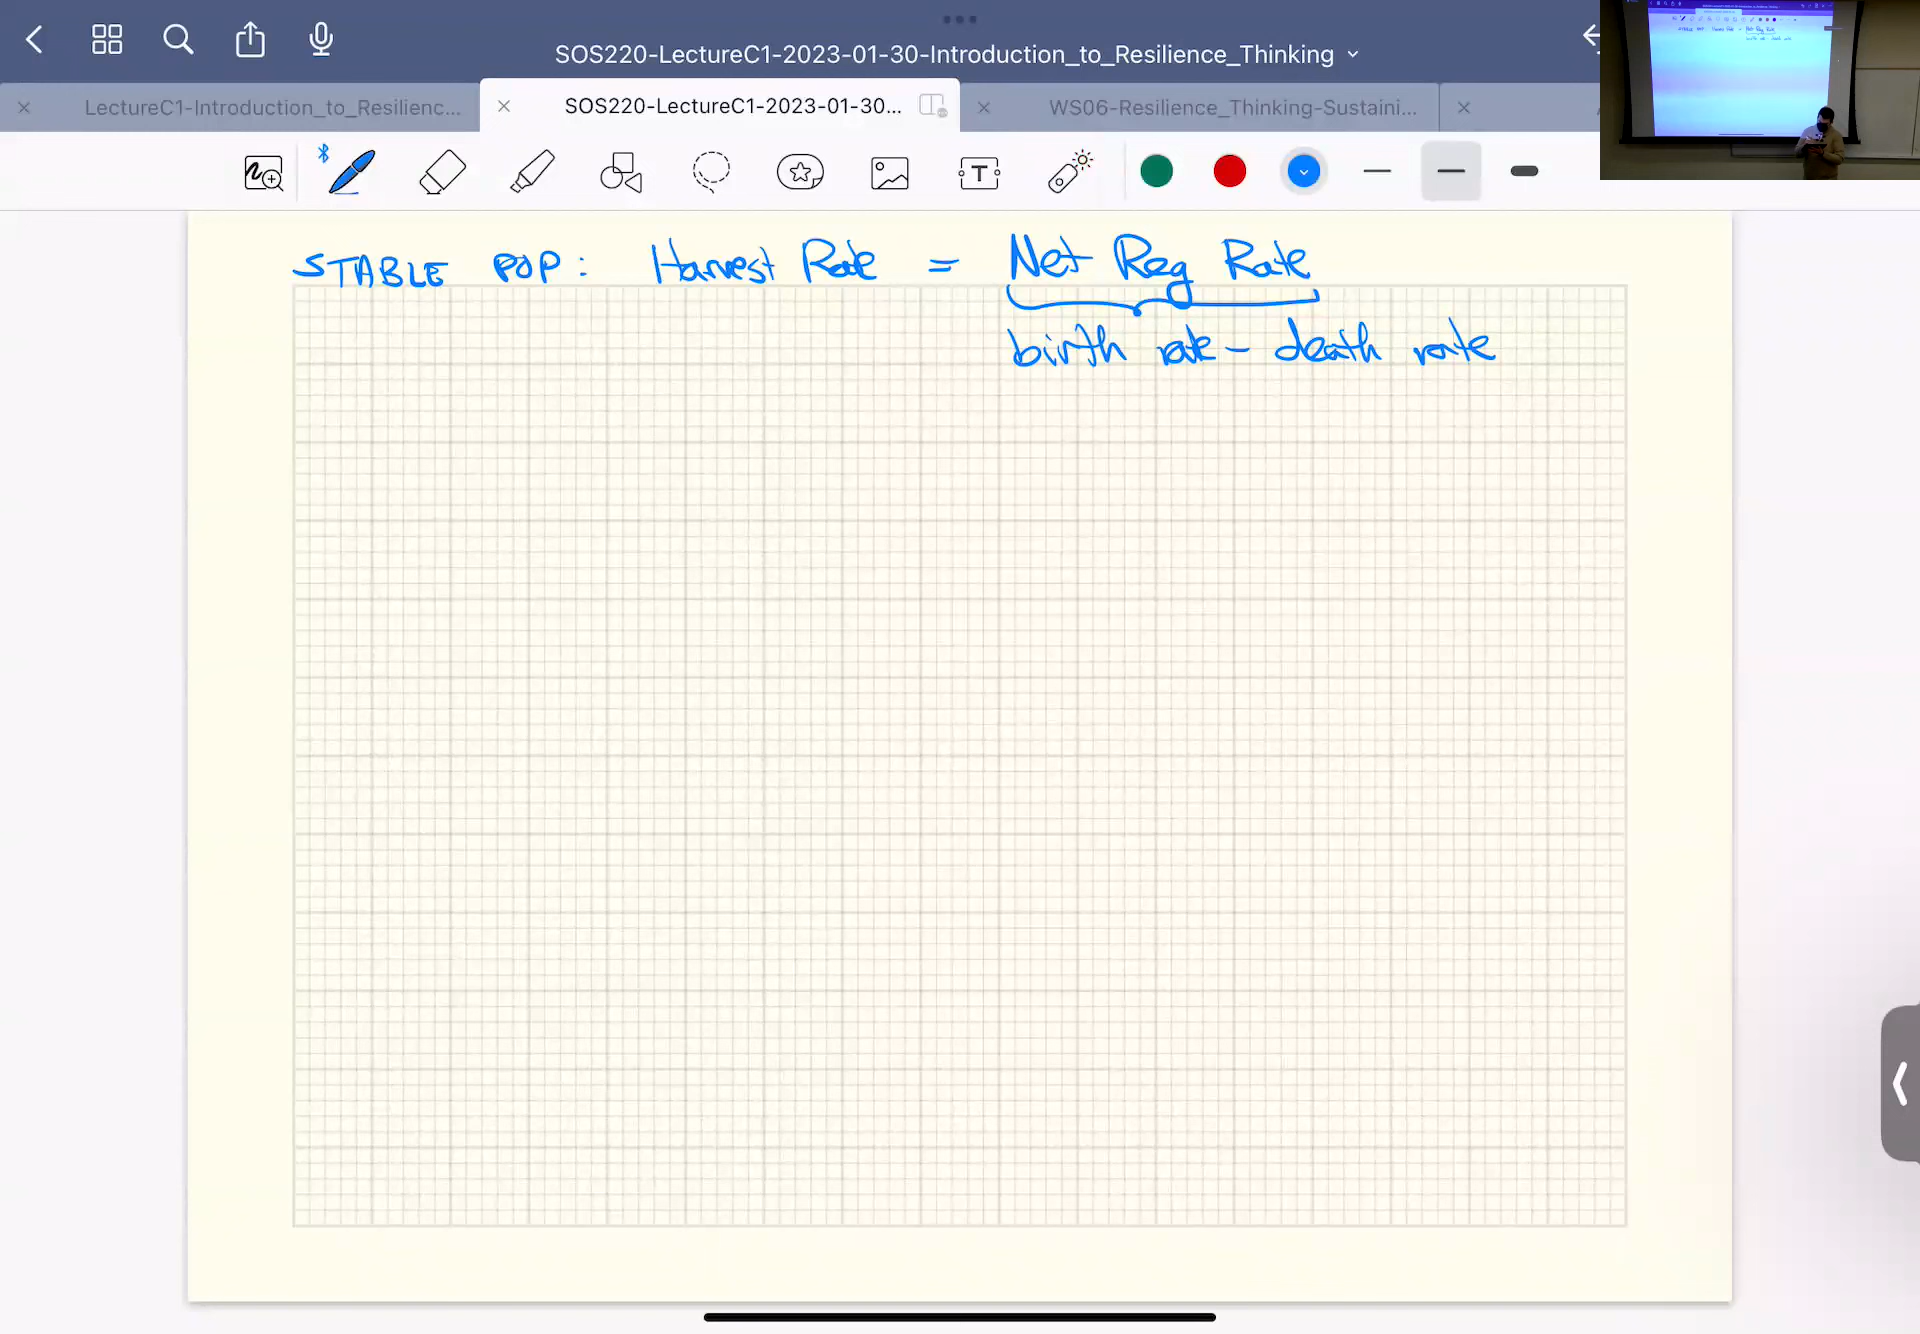 SOS220-LectureC1-2023-01-30-Introduction_to_Resilience_Thinking
LectureC1-Introduction_to_Resilienc...
SOS220-LectureC1-2023-01-30...
WS06-Resilience_Thinking-Sustaini...
T
STABLE POP: Harvest Rate = Net Reg Rate
birth rate - death rate